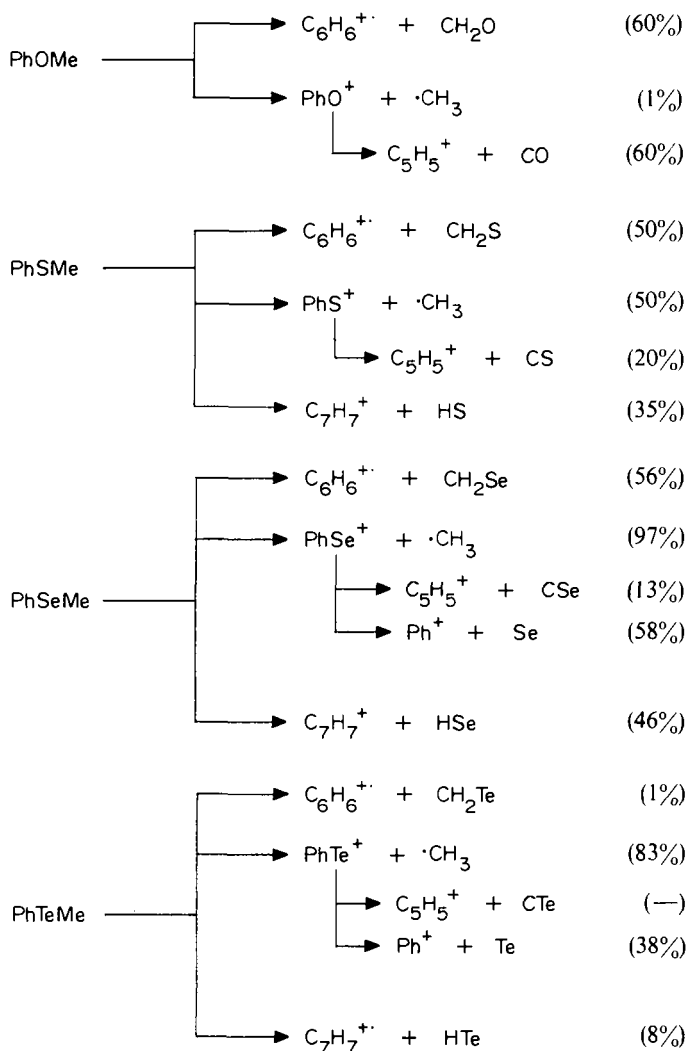 C₆H₆⁺· + CH₂O (60%)
PhOMe
PhO⁺ + ·CH₃ (1%)
C₅H₅⁺ + CO (60%)
C₆H₆⁺· + CH₂S (50%)
PhSMe
PhS⁺ + ·CH₃ (50%)
C₅H₅⁺ + CS (20%)
C₇H₇⁺ + HS (35%)
C₆H₆⁺· + CH₂Se (56%)
PhSe⁺ + ·CH₃ (97%)
C₅H₅⁺ + CSe (13%)
PhSeMe
Ph⁺ + Se (58%)
C₇H₇⁺ + HSe (46%)
C₆H₆⁺· + CH₂Te (1%)
PhTe⁺ + ·CH₃ (83%)
C₅H₅⁺ + CTe (—)
PhTeMe
Ph⁺ + Te (38%)
C₇H₇⁺· + HTe (8%)